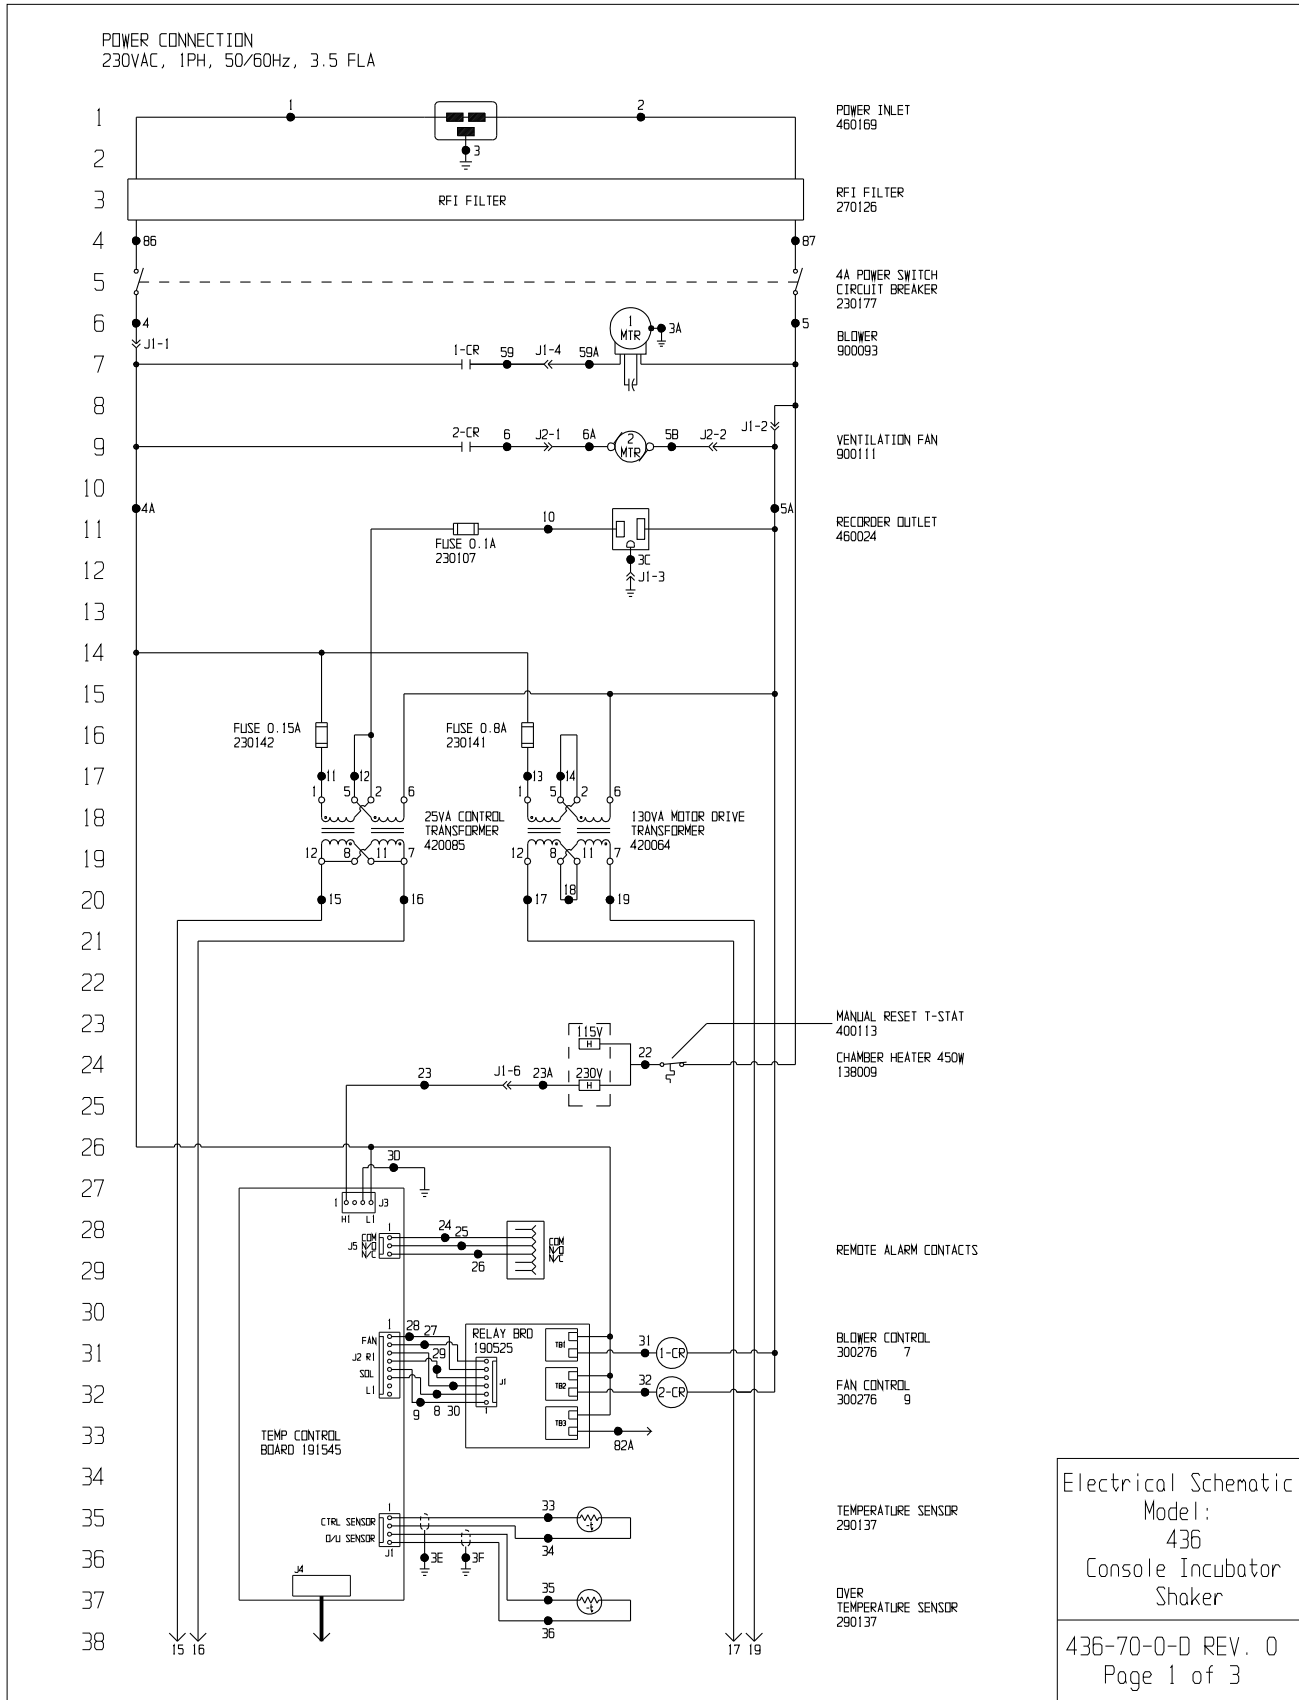 POWER CONNECTION
230VAC, 1PH, 50/60Hz, 3.5 FLA
1
1
2
POWER INLET
460169
2
3
3
RFI FILTER
RFI FILTER
270126
4
86
87
5
4A POWER SWITCH
CIRCUIT BREAKER
230177
6
4
1
MTR
3A
5
J1-1
BLOWER
900093
7
1-CR
59
J1-4
59A
8
J1-2
9
2-CR
6
J2-1
6A
2
MTR
5B
J2-2
VENTILATION FAN
900111
10
4A
5A
11
10
RECORDER OUTLET
460024
FUSE 0.1A
230107
12
3C
J1-3
13
14
15
16
FUSE 0.15A
230142
FUSE 0.8A
230141
17
11
12
13
14
1
5
2
6
1
5
2
6
18
25VA CONTROL
TRANSFORMER
420085
130VA MOTOR DRIVE
TRANSFORMER
420064
19
12
8
11
7
12
8
11
7
20
15
16
17
18
19
21
22
23
115V
H
MANUAL RESET T-STAT
400113
24
22
CHAMBER HEATER 450W
138009
23
J1-6
23A
230V
H
25
26
3D
27
1
J3
H1
L1
28
1
24
25
COM
N/O
N/C
J5
26
COM
N/O
N/C
REMOTE ALARM CONTACTS
29
30
1
28
27
RELAY BRD
190525
FAN
TB1
31
1-CR
BLOWER CONTROL
300276 7
31
J2 R1
29
J1
SOL
TB2
32
2-CR
FAN CONTROL
300276 9
32
L1
9
8
30
1
TB3
33
82A
TEMP CONTROL
BOARD 191545
34
35
1
CTRL SENSOR
O/U SENSOR
J1
33
-t
34
TEMPERATURE SENSOR
290137
36
3E
3F
J4
37
35
-t
36
OVER
TEMPERATURE SENSOR
290137
38
15
16
17
19
Electrical Schematic
Model:
436
Console Incubator
Shaker
436-70-0-D REV. 0
Page 1 of 3